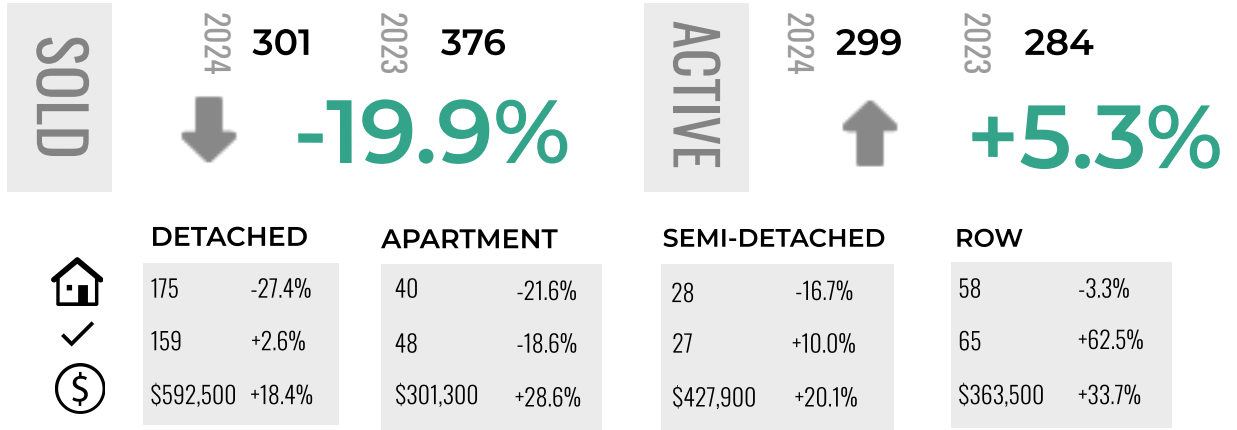 SOLD
2024 301 2023 376
-19.9%
ACTIVE
2024 299 2023 284
+5.3%
DETACHED
175 -27.4%
159 +2.6%
$592,500 +18.4%
APARTMENT
40 -21.6%
48 -18.6%
$301,300 +28.6%
SEMI-DETACHED
28 -16.7%
27 +10.0%
$427,900 +20.1%
ROW
58 -3.3%
65 +62.5%
$363,500 +33.7%